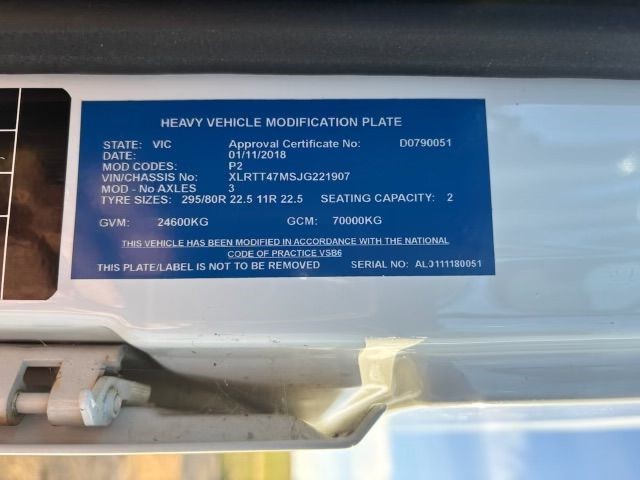 HEAVY VEHICLE MODIFICATION PLATE
STATE: VIC Approval Certificate No: D0790051
DATE: 01/11/2018
MOD CODES: P2
VIN/CHASSIS No: XLRTT47MSJG221907
MOD - No AXLES 3
TYRE SIZES: 295/80R 22.5 11R 22.5 SEATING CAPACITY: 2
GVM: 24600KG GCM: 70000KG
THIS VEHICLE HAS BEEN MODIFIED IN ACCORDANCE WITH THE NATIONAL
CODE OF PRACTICE VSB6
THIS PLATE/LABEL IS NOT TO BE REMOVED SERIAL NO: AL0111180051